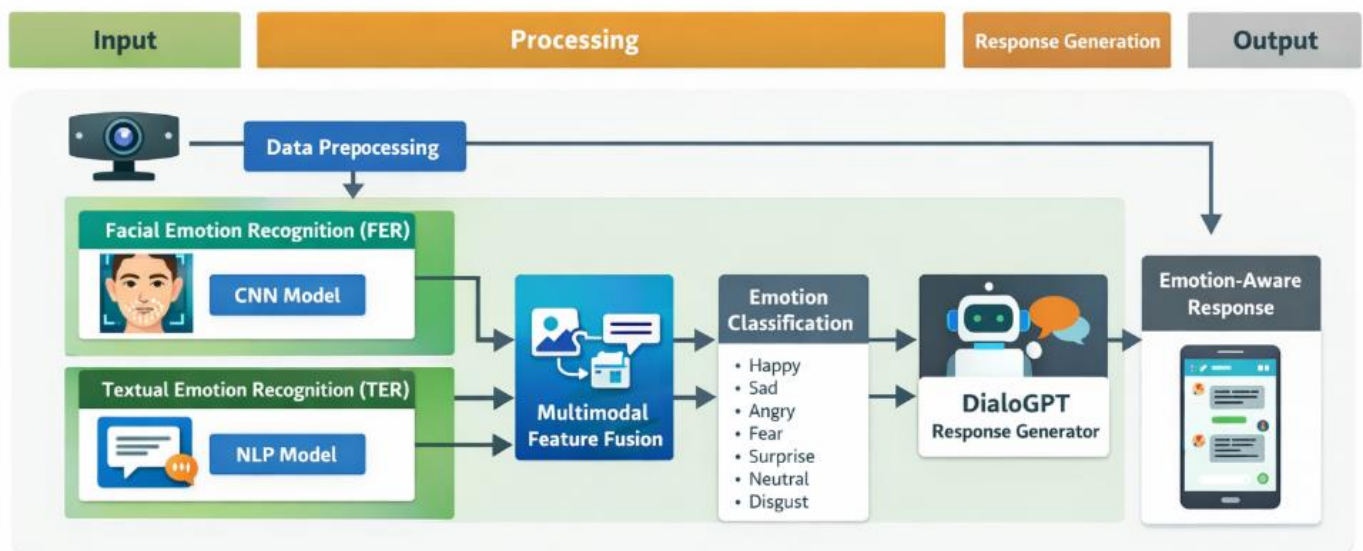 Input
Processing
Response Generation
Output
Data Prepocessing
Facial Emotion Recognition (FER)
CNN Model
Textual Emotion Recognition (TER)
NLP Model
Multimodal
Feature Fusion
Emotion
Classification
• Happy
• Sad
• Angry
• Fear
• Surprise
• Neutral
• Disgust
DialoGPT
Response Generator
Emotion-Aware
Response